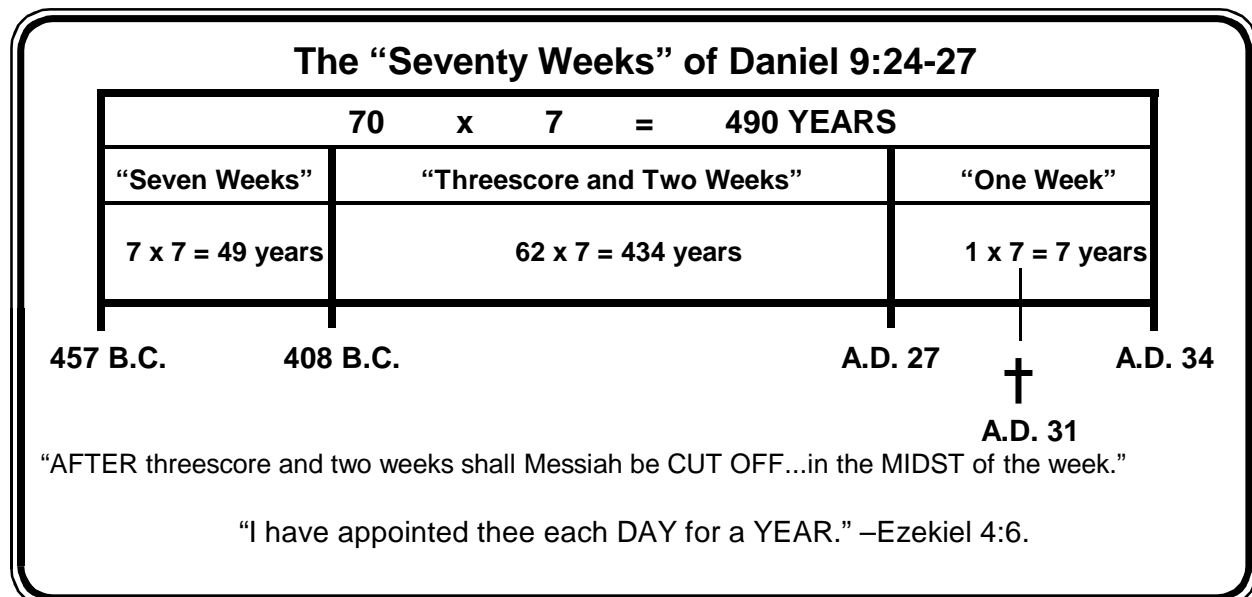 The “Seventy Weeks” of Daniel 9:24-27
70 x 7 = 490 YEARS
“Seven Weeks” “Threescore and Two Weeks” “One Week”
7 x 7 = 49 years 62 x 7 = 434 years 1 x 7 = 7 years
457 B.C. 408 B.C. A.D. 27 A.D. 34
A.D. 31
“AFTER threescore and two weeks shall Messiah be CUT OFF...in the MIDST of the week.”
“I have appointed thee each DAY for a YEAR.” –Ezekiel 4:6.